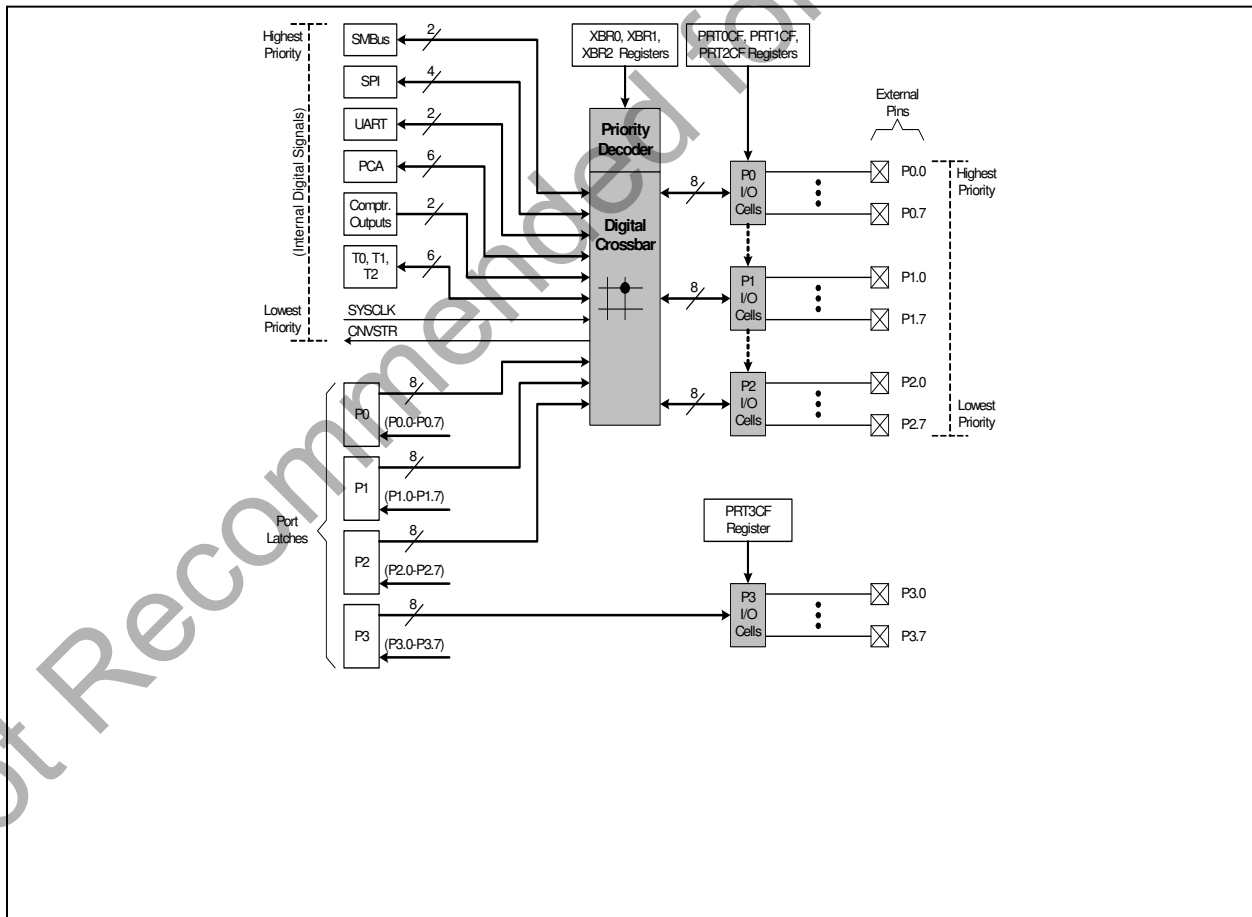 Highest
Priority
(Internal Digital Signals)
Lowest
Priority
SMBus
2
SPI
4
UART
2
PCA
6
Comptr.
Outputs
2
T0, T1,
T2
6
SYSCLK
CNVSTR
XBR0, XBR1,
XBR2 Registers
PRT0CF, PRT1CF,
PRT2CF Registers
Priority
Decoder
Digital
Crossbar
External
Pins
8
P0
I/O
Cells
P0.0
P0.7
Highest
Priority
8
P1
I/O
Cells
P1.0
P1.7
8
P2
I/O
Cells
P2.0
P2.7
Lowest
Priority
Port
Latches
P0
8
(P0.0-P0.7)
P1
8
(P1.0-P1.7)
P2
8
(P2.0-P2.7)
P3
8
(P3.0-P3.7)
PRT3CF
Register
P3
I/O
Cells
P3.0
P3.7
Recommended